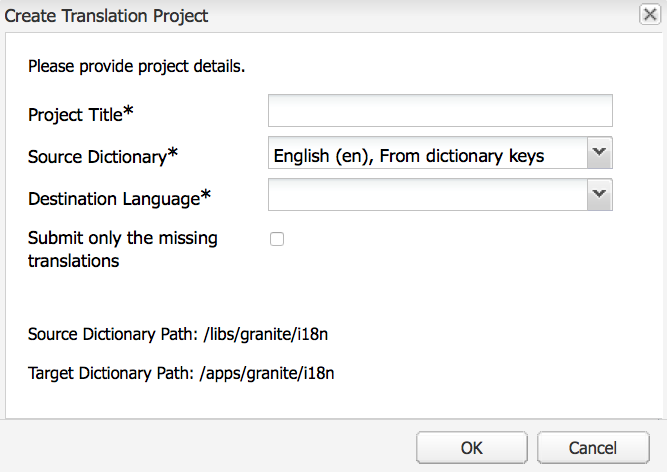 Create Translation Project
Please provide project details.
Project Title*
Source Dictionary* English (en), From dictionary keys
Destination Language*
Submit only the missing
translations
Source Dictionary Path: /libs/granite/i18n
Target Dictionary Path: /apps/granite/i18n
OK Cancel